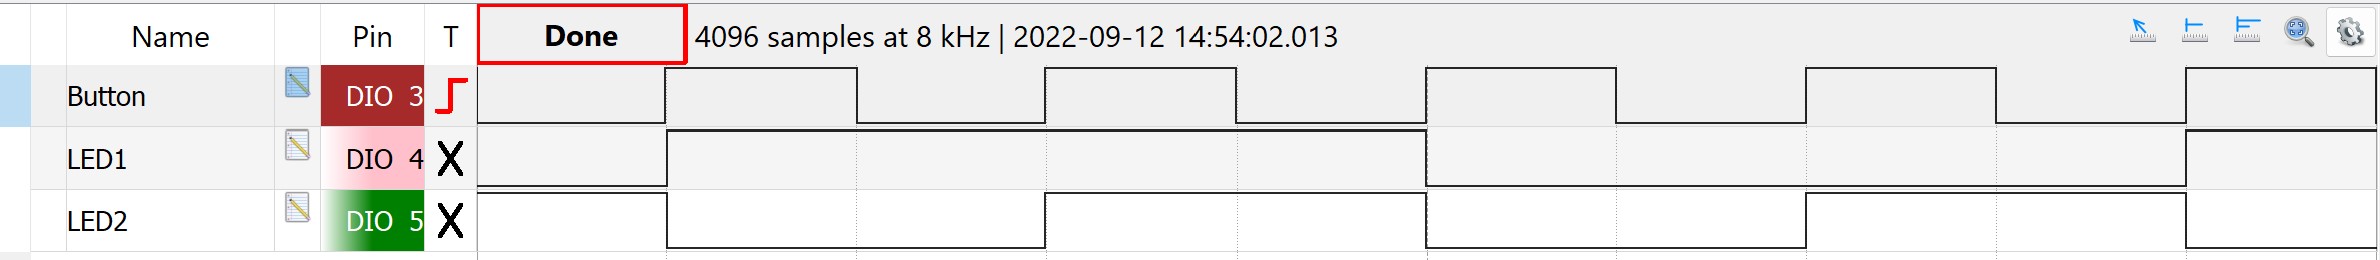 Name Pin T Done 4096 samples at 8 kHz | 2022-09-12 14:54:02.013
Button DIO 3
LED1 DIO 4 X
LED2 DIO 5 X